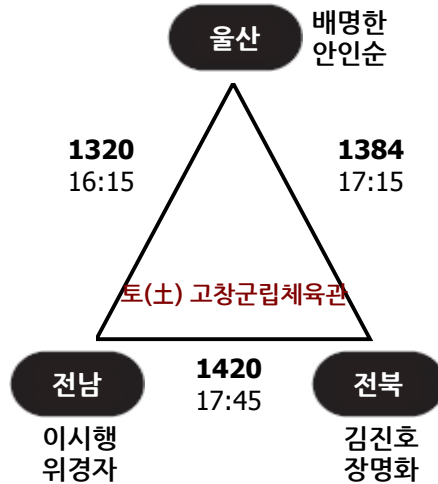 울산
배명한
안인순
1320
16:15
1384
17:15
토(土) 고창군립체육관
전남
1420
17:45
전북
이시행
위경자
김진호
장명화